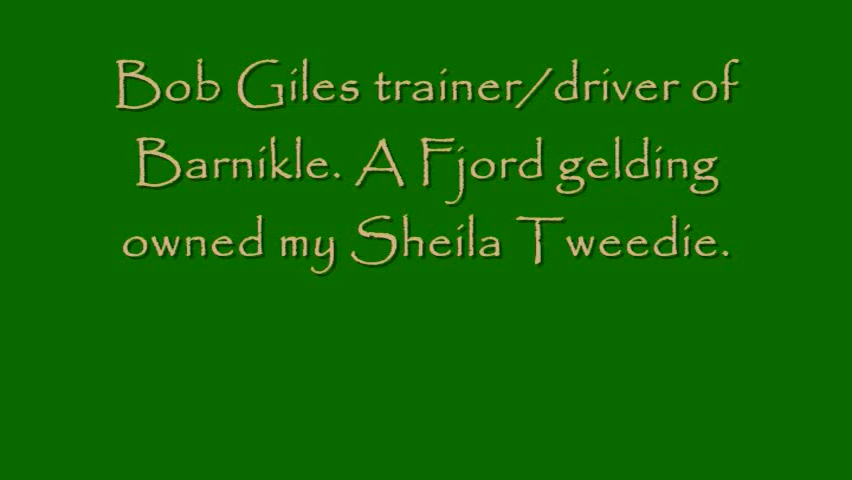 Bob Giles trainer/driver of
Barnikle. A Fjord gelding
owned my Sheila Tweedie.